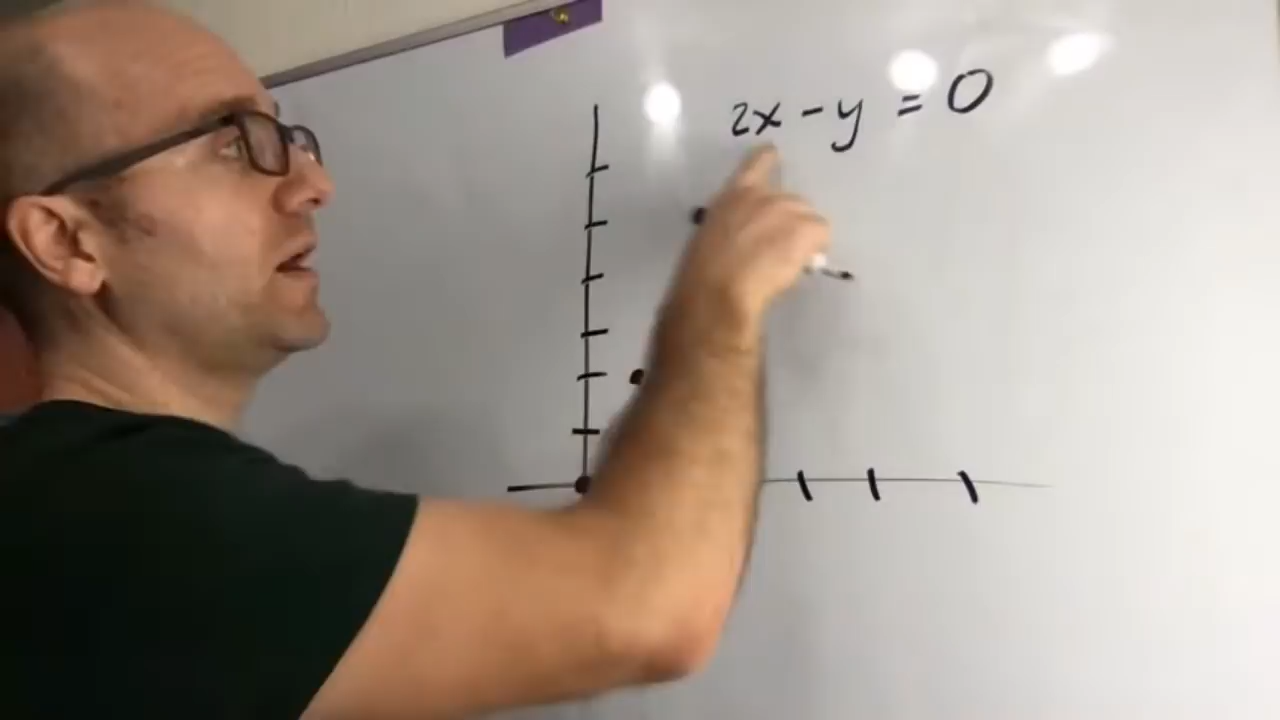 2x - y = 0